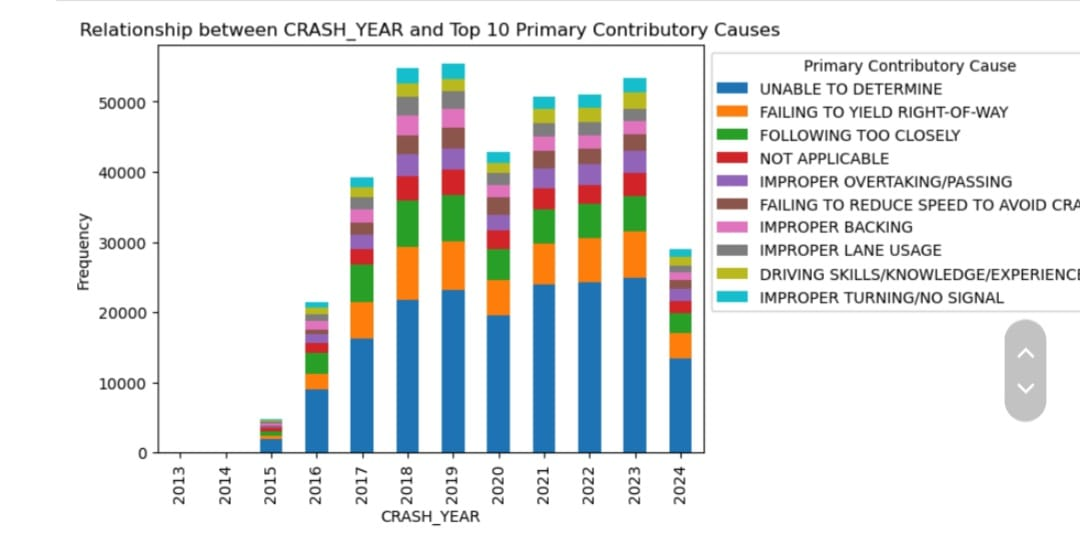 Relationship between CRASH_YEAR and Top 10 Primary Contributory Causes
Primary Contributory Cause
UNABLE TO DETERMINE
FAILING TO YIELD RIGHT-OF-WAY
FOLLOWING TOO CLOSELY
NOT APPLICABLE
IMPROPER OVERTAKING/PASSING
FAILING TO REDUCE SPEED TO AVOID CRA
IMPROPER BACKING
IMPROPER LANE USAGE
DRIVING SKILLS/KNOWLEDGE/EXPERIENCE
IMPROPER TURNING/NO SIGNAL
Frequency
50000
40000
30000
20000
10000
0
2013
2014
2015
2016
2017
2018
2019
2020
2021
2022
2023
2024
CRASH_YEAR